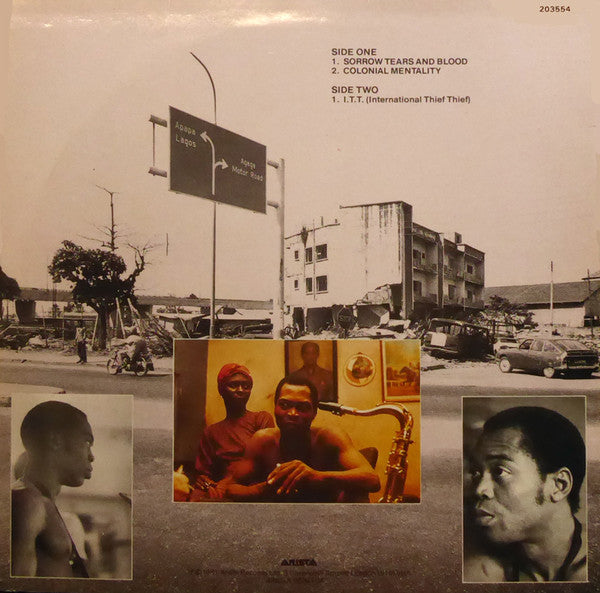 203554
SIDE ONE
1. SORROW TEARS AND BLOOD
2. COLONIAL MENTALITY
SIDE TWO
1. I.T.T. (International Thief Thief)
Apapa
Lagos
Agege
Motor Road
ARISTA